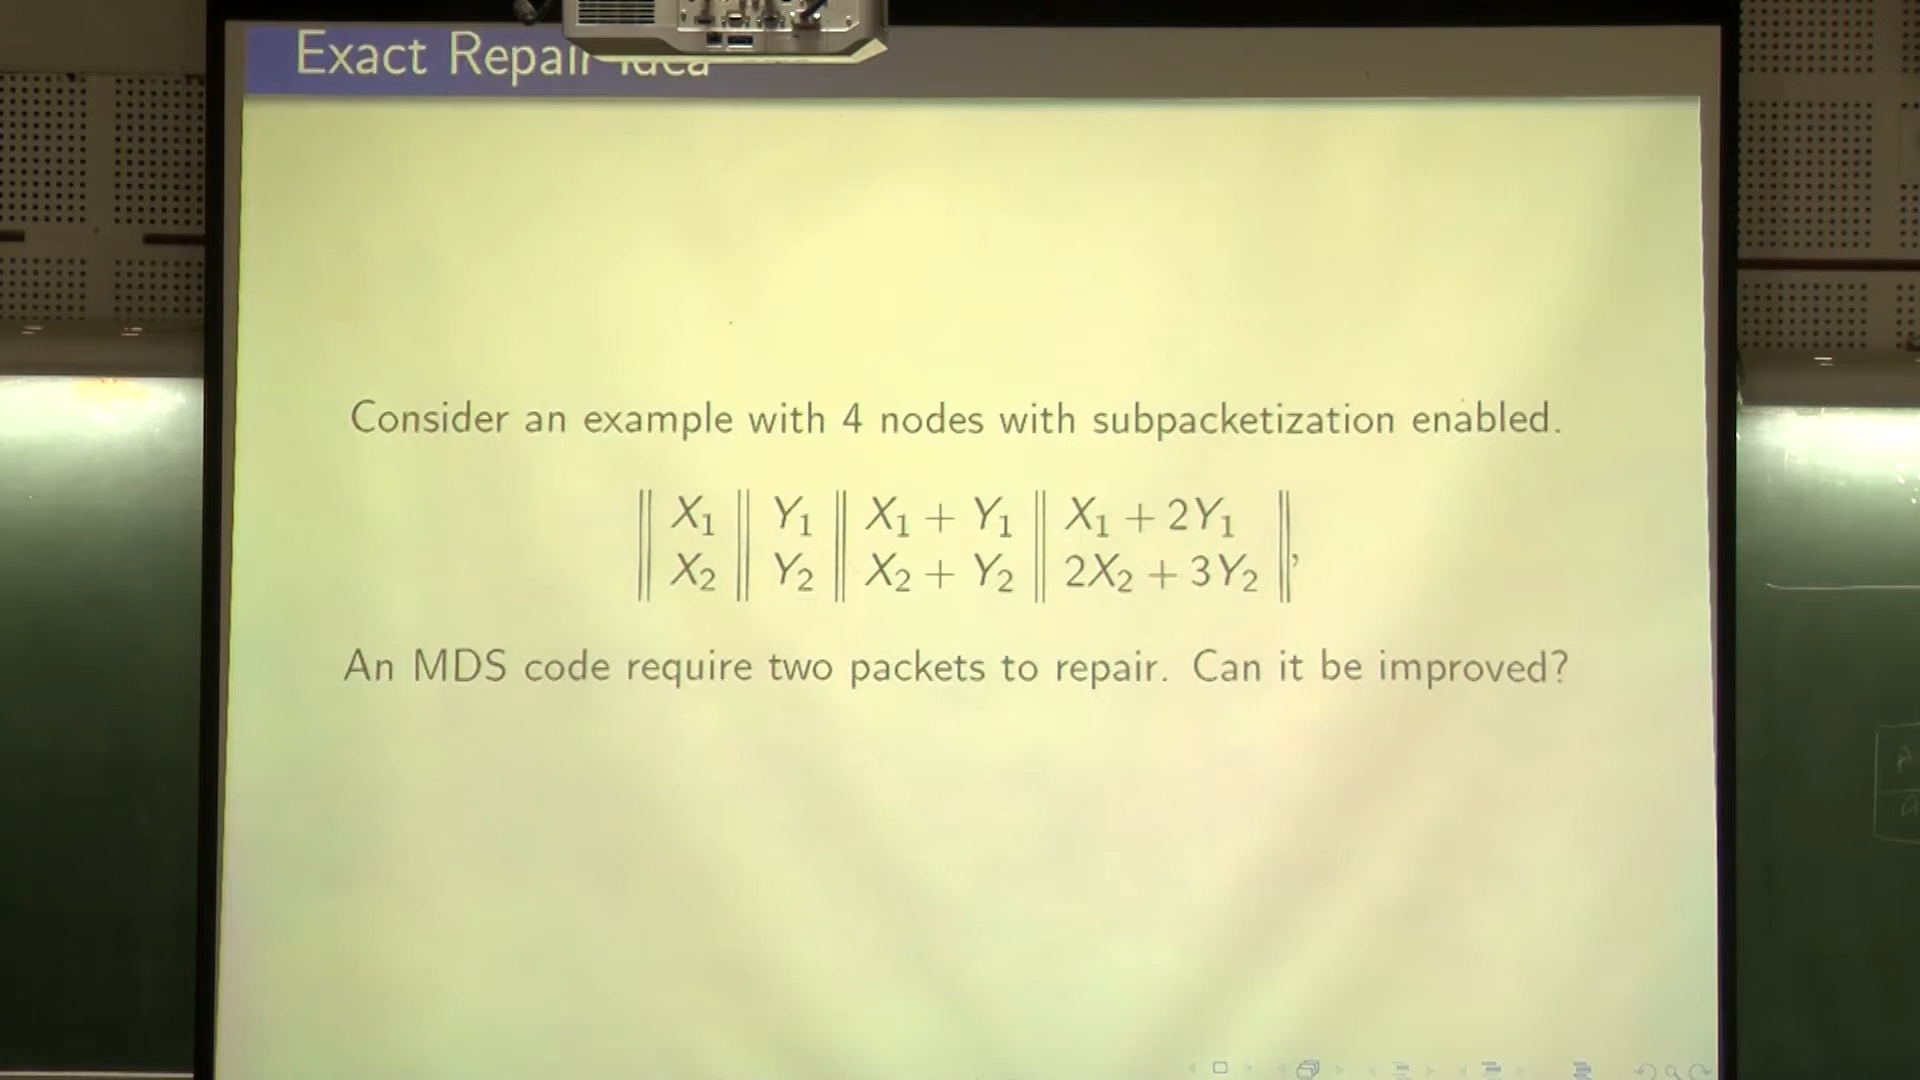 Exact Repair Idea
Consider an example with 4 nodes with subpacketization enabled.
‖ X₁ ‖ Y₁ ‖ X₁ + Y₁ ‖ X₁ + 2Y₁ ‖
‖ X₂ ‖ Y₂ ‖ X₂ + Y₂ ‖ 2X₂ + 3Y₂ ‖,
An MDS code require two packets to repair. Can it be improved?